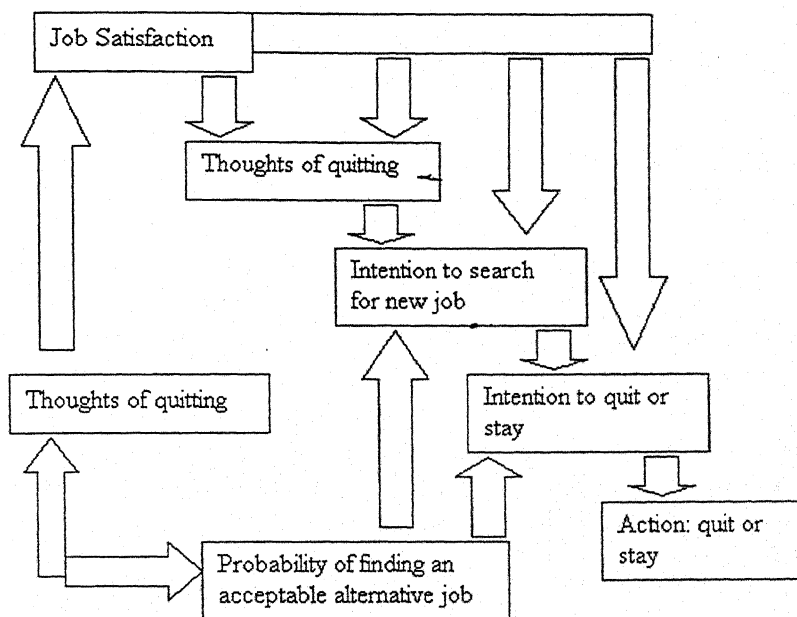 Job Satisfaction
Thoughts of quitting
Intention to search
for new job
Thoughts of quitting
Intention to quit or
stay
Action: quit or
stay
Probability of finding an
acceptable alternative job